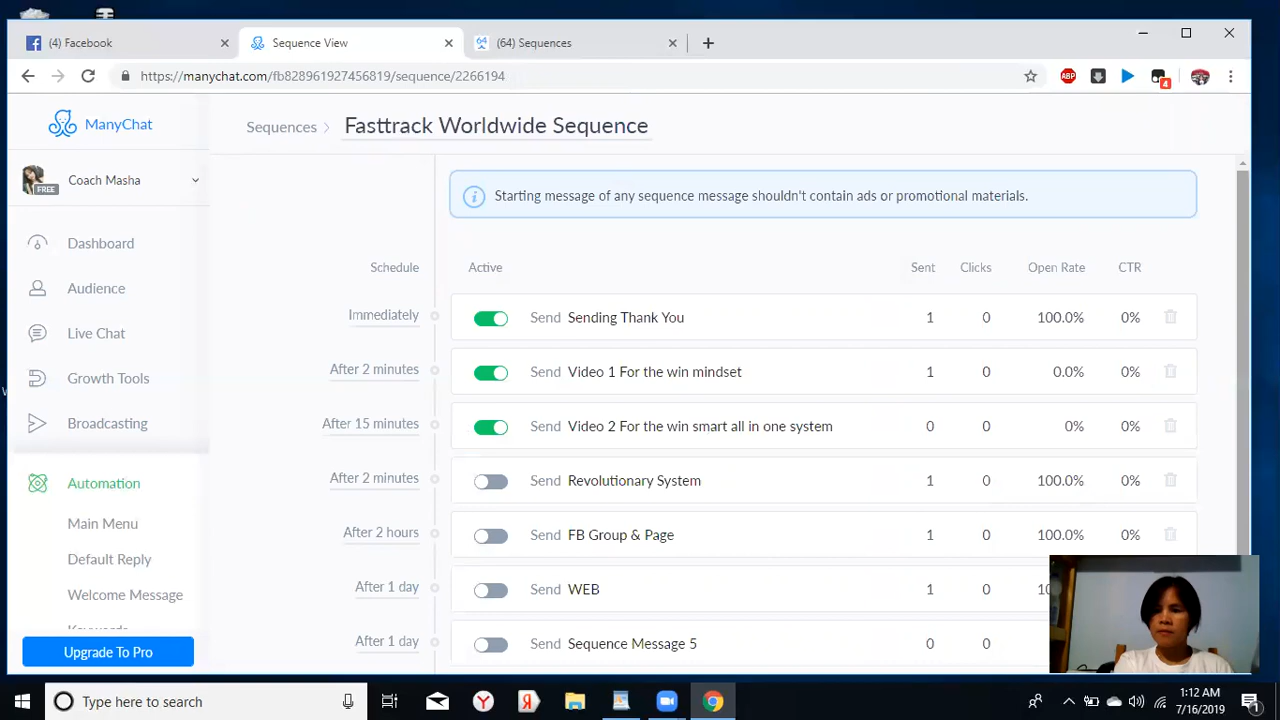 (4) Facebook
Sequence View
(64) Sequences
https://manychat.com/fb828961927456819/sequence/2266194
ABP
4
ManyChat
Sequences
Fasttrack Worldwide Sequence
FREE
Coach Masha
Starting message of any sequence message shouldn't contain ads or promotional materials.
Dashboard
Audience
Live Chat
Growth Tools
Broadcasting
Automation
Main Menu
Default Reply
Welcome Message
Keywords
Upgrade To Pro
Schedule Active Sent Clicks Open Rate CTR
Immediately Send Sending Thank You 1 0 100.0% 0%
After 2 minutes Send Video 1 For the win mindset 1 0 0.0% 0%
After 15 minutes Send Video 2 For the win smart all in one system 0 0 0% 0%
After 2 minutes Send Revolutionary System 1 0 100.0% 0%
After 2 hours Send FB Group & Page 1 0 100.0% 0%
After 1 day Send WEB 1 0
After 1 day Send Sequence Message 5 0 0
Type here to search
1:12 AM
7/16/2019
1